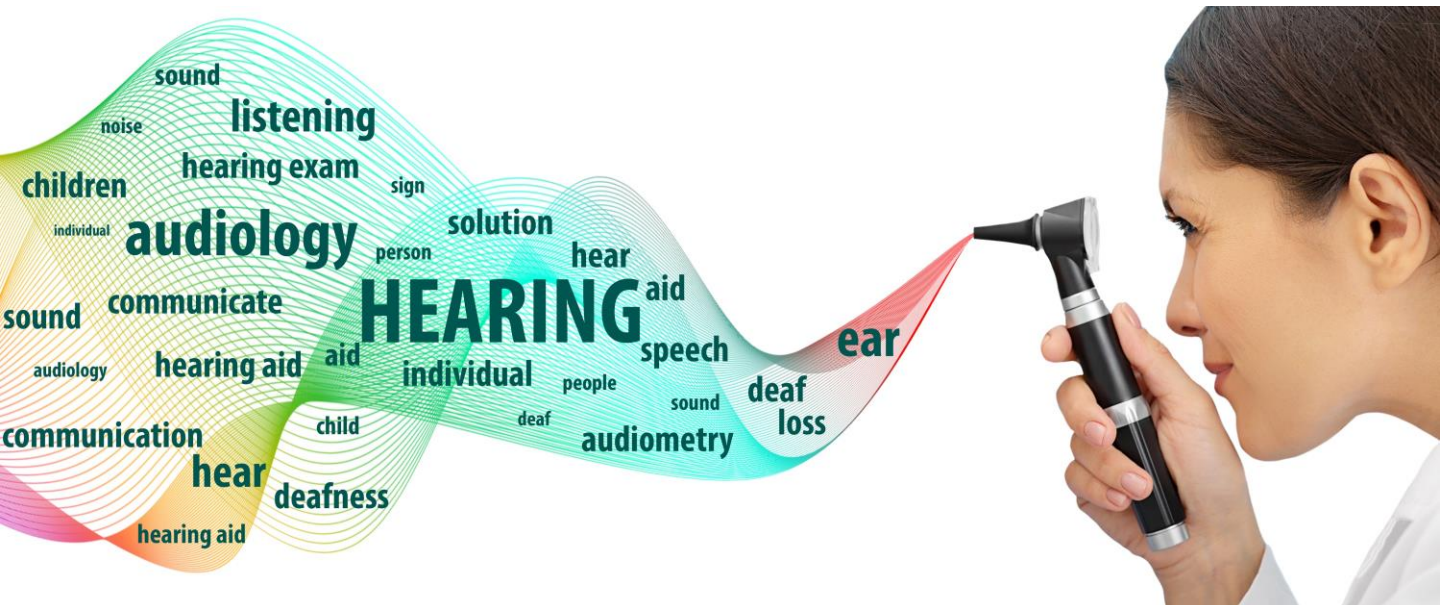 sound
listening
noise
hearing exam
children
sign
individual
audiology
solution
person
hear
aid
communicate
HEARING
sound
ear
speech
hearing aid
aid
audiology
individual
people
deaf
sound
loss
deaf
child
communication
audiometry
hear
deafness
hearing aid